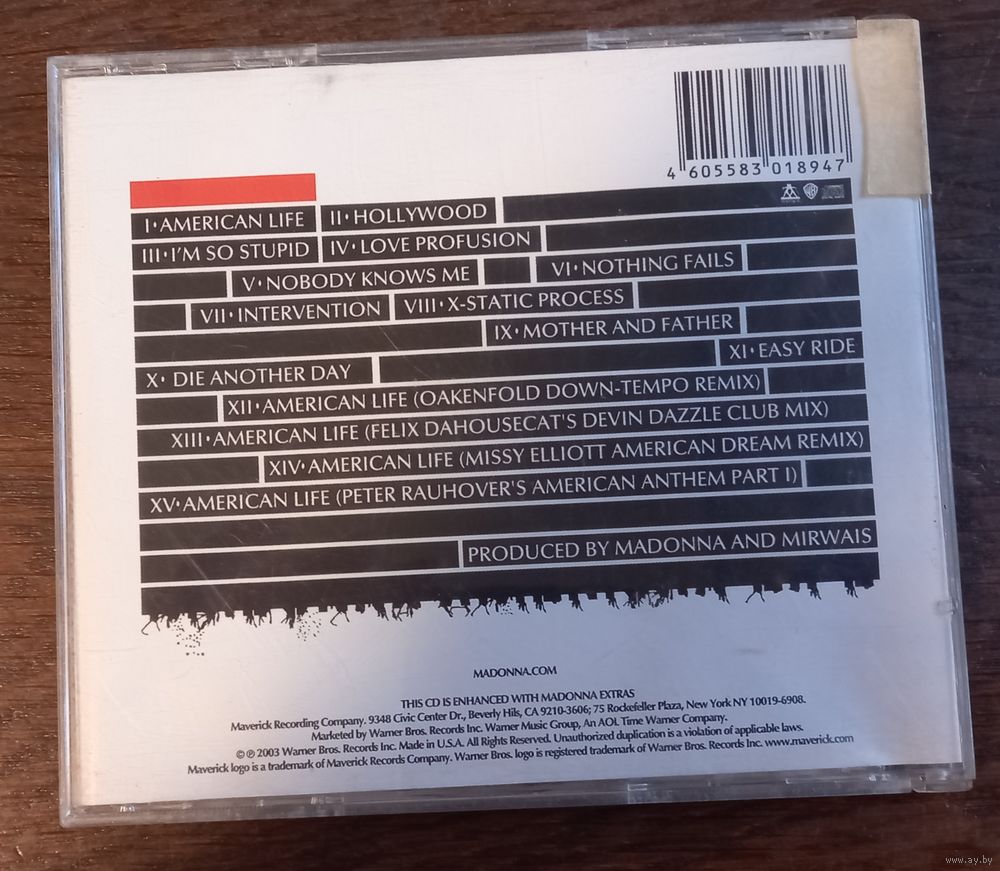 4 605583 018947
I•AMERICAN LIFE II•HOLLYWOOD
III•I'M SO STUPID IV•LOVE PROFUSION
V•NOBODY KNOWS ME VI•NOTHING FAILS
VII•INTERVENTION VIII•X-STATIC PROCESS
IX•MOTHER AND FATHER
X• DIE ANOTHER DAY XI•EASY RIDE
XII•AMERICAN LIFE (OAKENFOLD DOWN-TEMPO REMIX)
XIII•AMERICAN LIFE (FELIX DAHOUSECAT'S DEVIN DAZZLE CLUB MIX)
XIV•AMERICAN LIFE (MISSY ELLIOTT AMERICAN DREAM REMIX)
XV•AMERICAN LIFE (PETER RAUHOVER'S AMERICAN ANTHEM PART I)
PRODUCED BY MADONNA AND MIRWAIS
MADONNA.COM
THIS CD IS ENHANCED WITH MADONNA EXTRAS
Maverick Recording Company. 9348 Civic Center Dr., Beverly Hils, CA 9210-3606; 75 Rockefeller Plaza, New York NY 10019-6908.
Marketed by Warner Bros. Records Inc. Warner Music Group, An AOL Time Warner Company.
©℗ 2003 Warner Bros. Records Inc. Made in U.S.A. All Rights Reserved. Unauthorized duplication is a violation of applicable laws.
Maverick logo is a trademark of Maverick Records Company. Warner Bros. logo is registered trademark of Warner Bros. Records Inc. www.maverick.com
www.ay.by